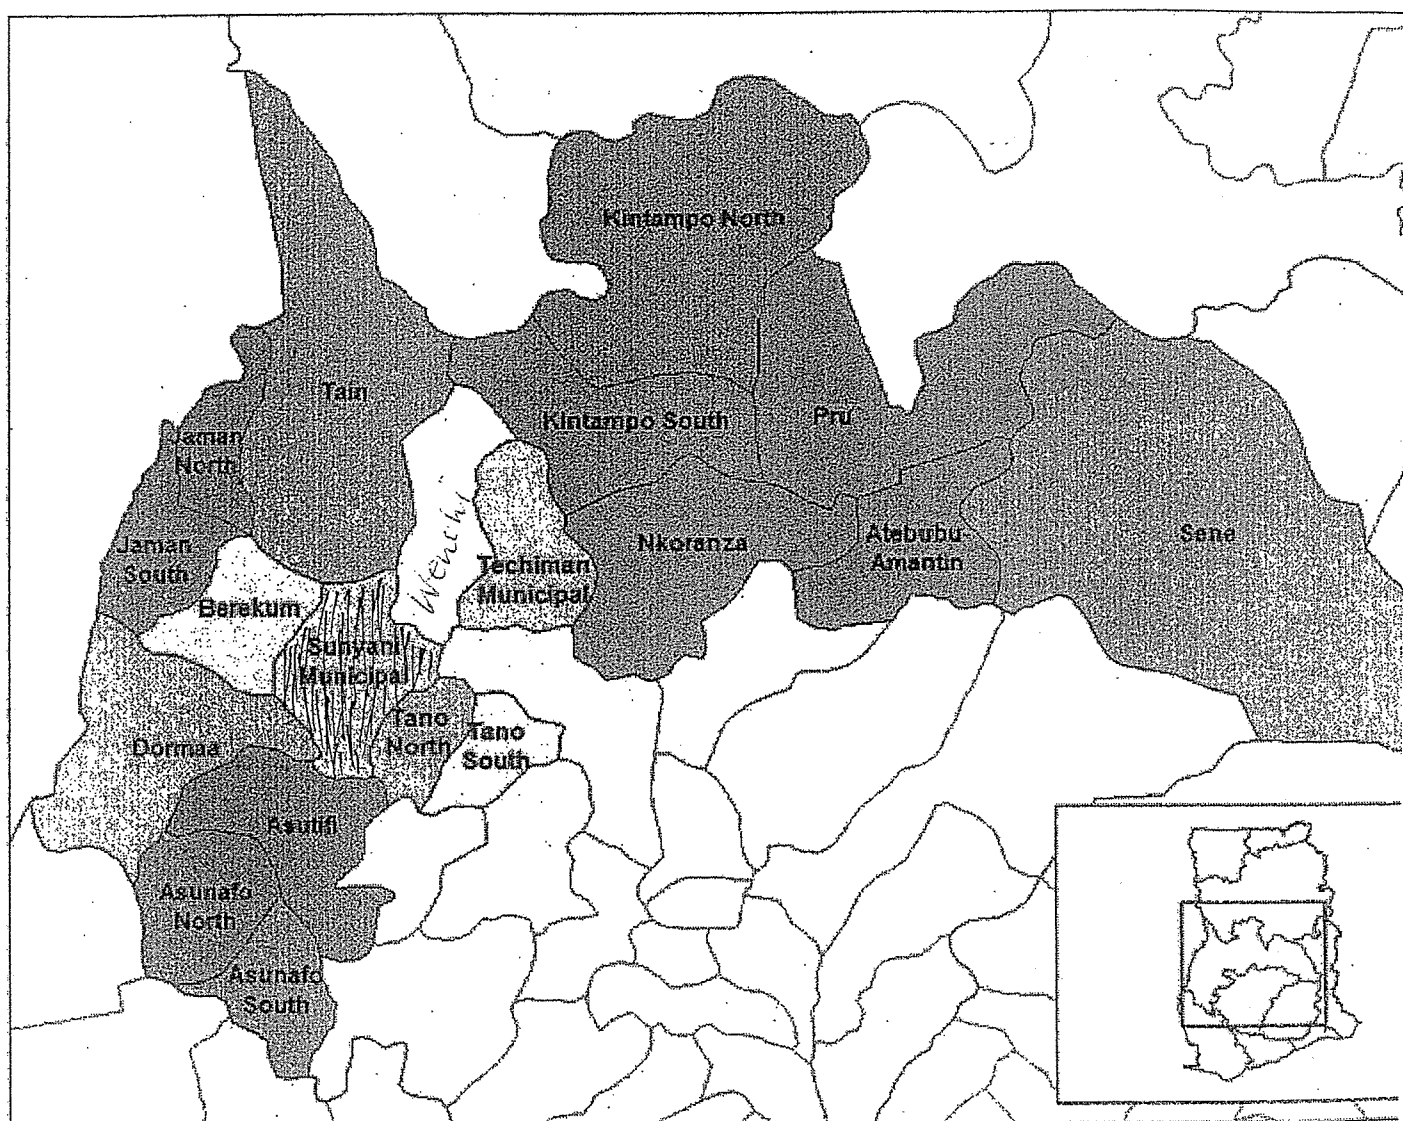 Kintampo North
Tain
Kintampo South
Pru
Jaman
North
Wenchi
Nkoranza
Atebubu-
Amantin
Sene
Jaman
South
Techiman
Municipal
Berekum
Sunyani
Municipal
Tano
North
Tano
South
Dormaa
Asutifi
Asunafo
North
Asunafo
South